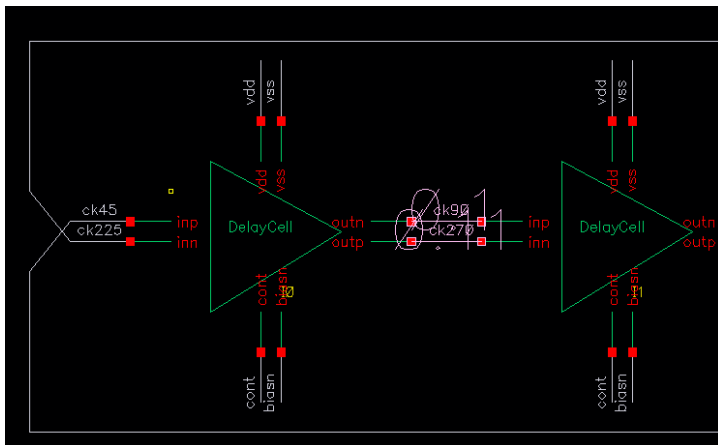 vdd vss vdd vss
vdd vss vdd vss
ck45 inp DelayCell outn ck90 inp DelayCell outn
ck225 inn outp ck270 inn outp
cont biasn I0 cont biasn I1
cont biasn cont biasn